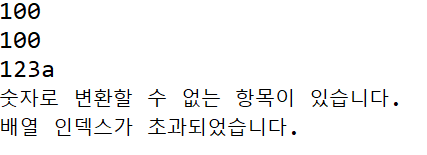 100
100
123a
숫자로 변환할 수 없는 항목이 있습니다.
배열 인덱스가 초과되었습니다.